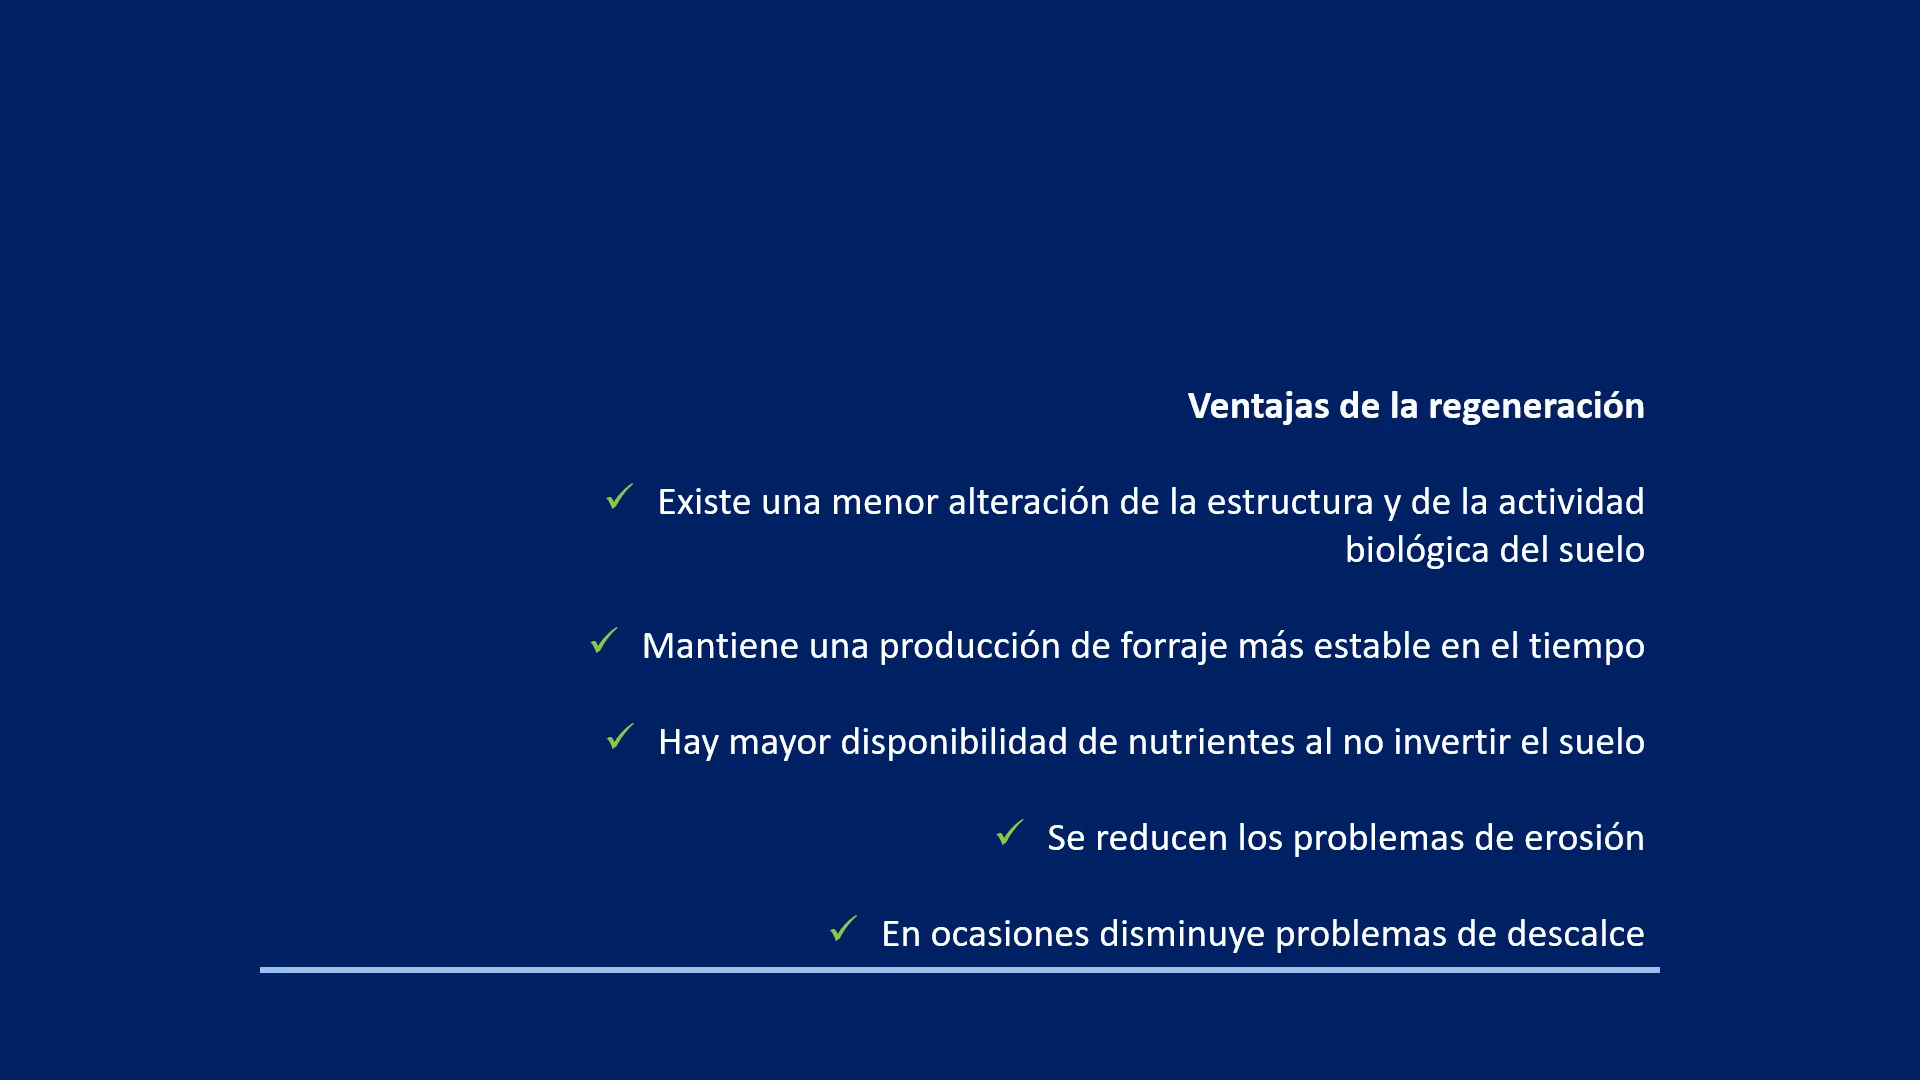 Ventajas de la regeneración
✓ Existe una menor alteración de la estructura y de la actividad
biológica del suelo
✓ Mantiene una producción de forraje más estable en el tiempo
✓ Hay mayor disponibilidad de nutrientes al no invertir el suelo
✓ Se reducen los problemas de erosión
✓ En ocasiones disminuye problemas de descalce